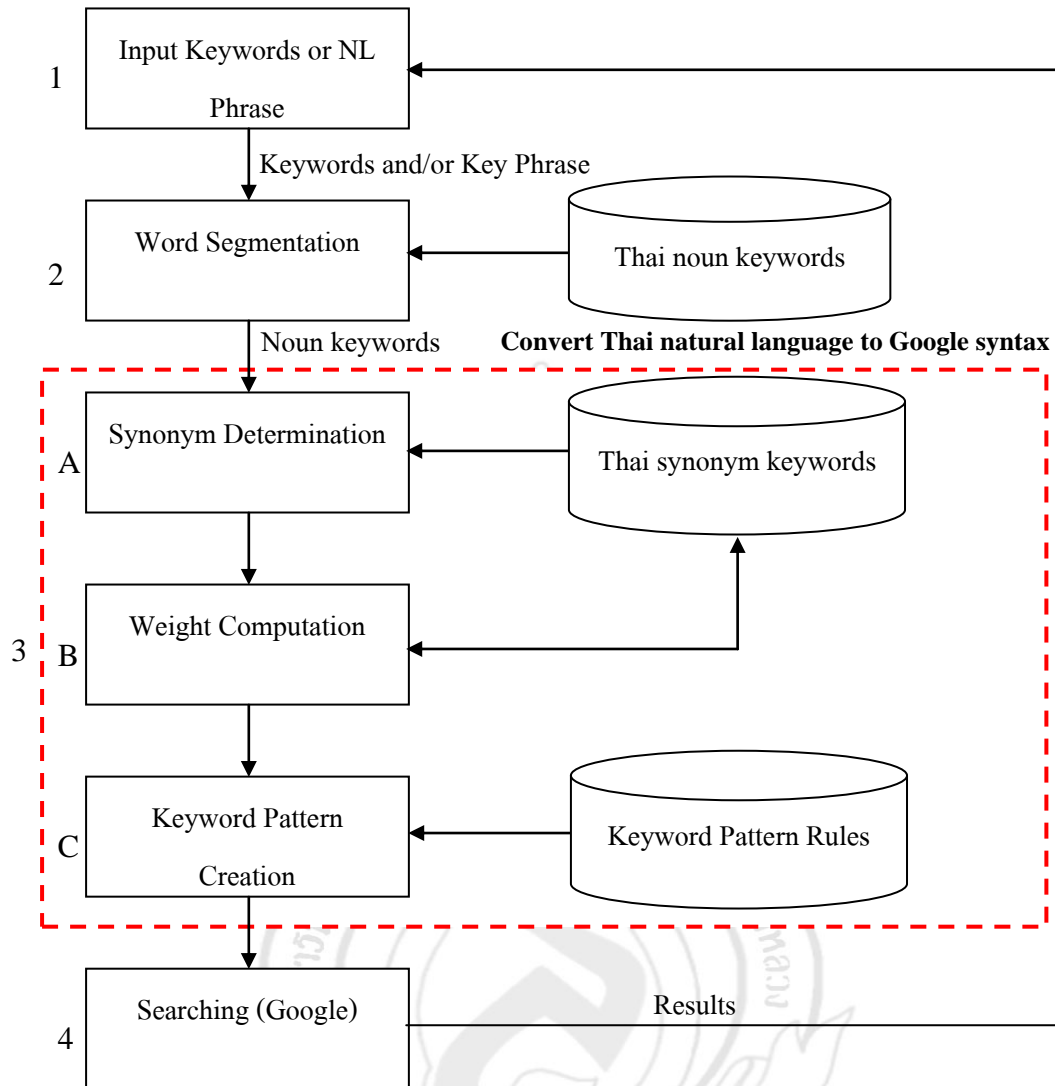 1
Input Keywords or NL
Phrase
Keywords and/or Key Phrase
2
Word Segmentation
Thai noun keywords
Noun keywords
Convert Thai natural language to Google syntax
3
A
Synonym Determination
Thai synonym keywords
B
Weight Computation
C
Keyword Pattern
Creation
Keyword Pattern Rules
4
Searching (Google)
Results